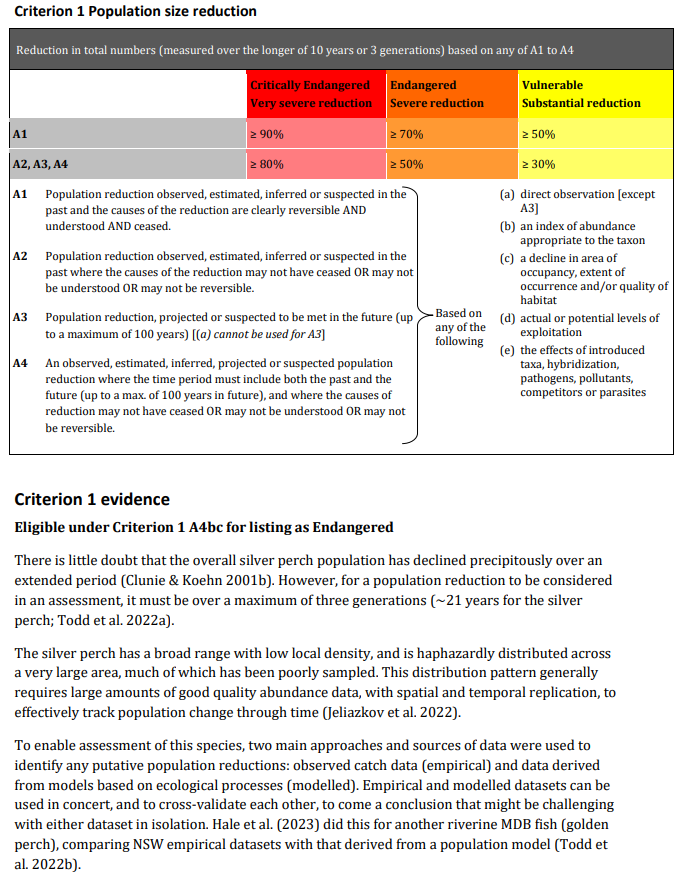 Criterion 1 Population size reduction
Reduction in total numbers (measured over the longer of 10 years or 3 generations) based on any of A1 to A4
Critically Endangered
Very severe reduction
Endangered
Severe reduction
Vulnerable
Substantial reduction
A1
≥ 90%
≥ 70%
≥ 50%
A2, A3, A4
≥ 80%
≥ 50%
≥ 30%
A1 Population reduction observed, estimated, inferred or suspected in the
past and the causes of the reduction are clearly reversible AND
understood AND ceased.
A2 Population reduction observed, estimated, inferred or suspected in the
past where the causes of the reduction may not have ceased OR may not
be understood OR may not be reversible.
A3 Population reduction, projected or suspected to be met in the future (up
to a maximum of 100 years) [(a) cannot be used for A3]
A4 An observed, estimated, inferred, projected or suspected population
reduction where the time period must include both the past and the
future (up to a max. of 100 years in future), and where the causes of
reduction may not have ceased OR may not be understood OR may not
be reversible.
Based on
any of the
following
(a) direct observation [except
A3]
(b) an index of abundance
appropriate to the taxon
(c) a decline in area of
occupancy, extent of
occurrence and/or quality of
habitat
(d) actual or potential levels of
exploitation
(e) the effects of introduced
taxa, hybridization,
pathogens, pollutants,
competitors or parasites
Criterion 1 evidence
Eligible under Criterion 1 A4bc for listing as Endangered
There is little doubt that the overall silver perch population has declined precipitously over an
extended period (Clunie & Koehn 2001b). However, for a population reduction to be considered
in an assessment, it must be over a maximum of three generations (~21 years for the silver
perch; Todd et al. 2022a).
The silver perch has a broad range with low local density, and is haphazardly distributed across
a very large area, much of which has been poorly sampled. This distribution pattern generally
requires large amounts of good quality abundance data, with spatial and temporal replication, to
effectively track population change through time (Jeliazkov et al. 2022).
To enable assessment of this species, two main approaches and sources of data were used to
identify any putative population reductions: observed catch data (empirical) and data derived
from models based on ecological processes (modelled). Empirical and modelled datasets can be
used in concert, and to cross-validate each other, to come a conclusion that might be challenging
with either dataset in isolation. Hale et al. (2023) did this for another riverine MDB fish (golden
perch), comparing NSW empirical datasets with that derived from a population model (Todd et
al. 2022b).